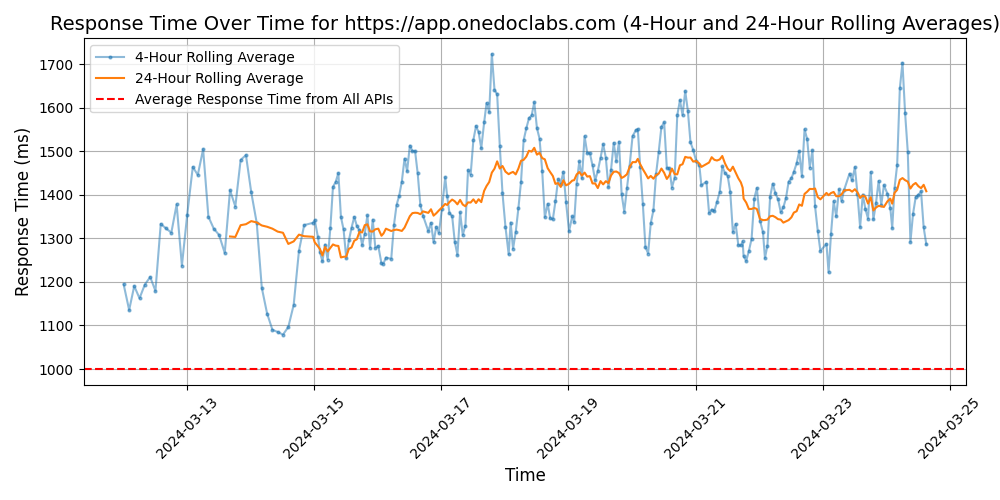 Response Time Over Time for https://app.onedoclabs.com (4-Hour and 24-Hour Rolling Averages)
4-Hour Rolling Average
24-Hour Rolling Average
Average Response Time from All APIs
Response Time (ms)
1700
1600
1500
1400
1300
1200
1100
1000
2024-03-13
2024-03-15
2024-03-17
2024-03-19
2024-03-21
2024-03-23
2024-03-25
Time